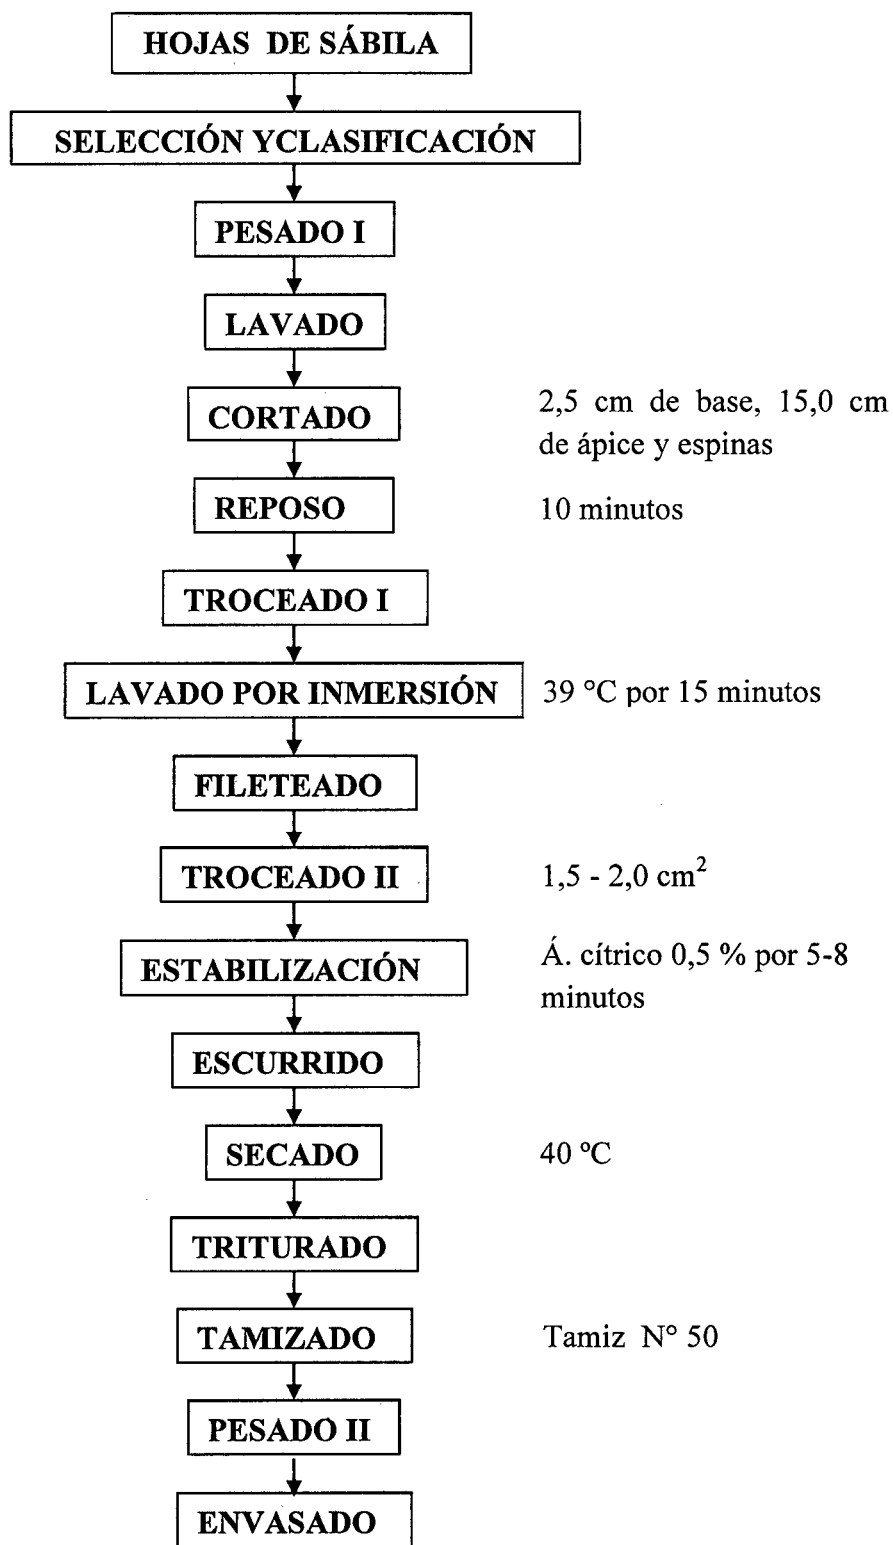 HOJAS DE SÁBILA
SELECCIÓN YCLASIFICACIÓN
PESADO I
LAVADO
CORTADO
2,5 cm de base, 15,0 cm
de ápice y espinas
REPOSO
10 minutos
TROCEADO I
LAVADO POR INMERSIÓN
39 °C por 15 minutos
FILETEADO
TROCEADO II
1,5 - 2,0 cm²
ESTABILIZACIÓN
Á. cítrico 0,5 % por 5-8
minutos
ESCURRIDO
SECADO
40 ºC
TRITURADO
TAMIZADO
Tamiz N° 50
PESADO II
ENVASADO